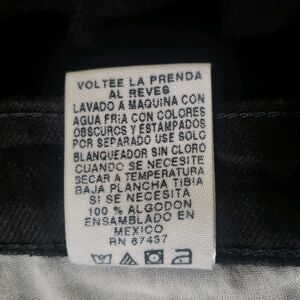 VOLTEE LA PRENDA
AL REVES
LAVADO A MAQUINA CON
AGUA FRIA CON COLORES
OBSCUROS Y ESTAMPADOS
POR SEPARADO USE SOLO
BLANQUEADOR SIN CLORO
CUANDO SE NECESITE
SECAR A TEMPERATURA
BAJA PLANCHA TIBIA
SI SE NECESITA
100 % ALGODON
ENSAMBLADO EN
MEXICO
RN 67437